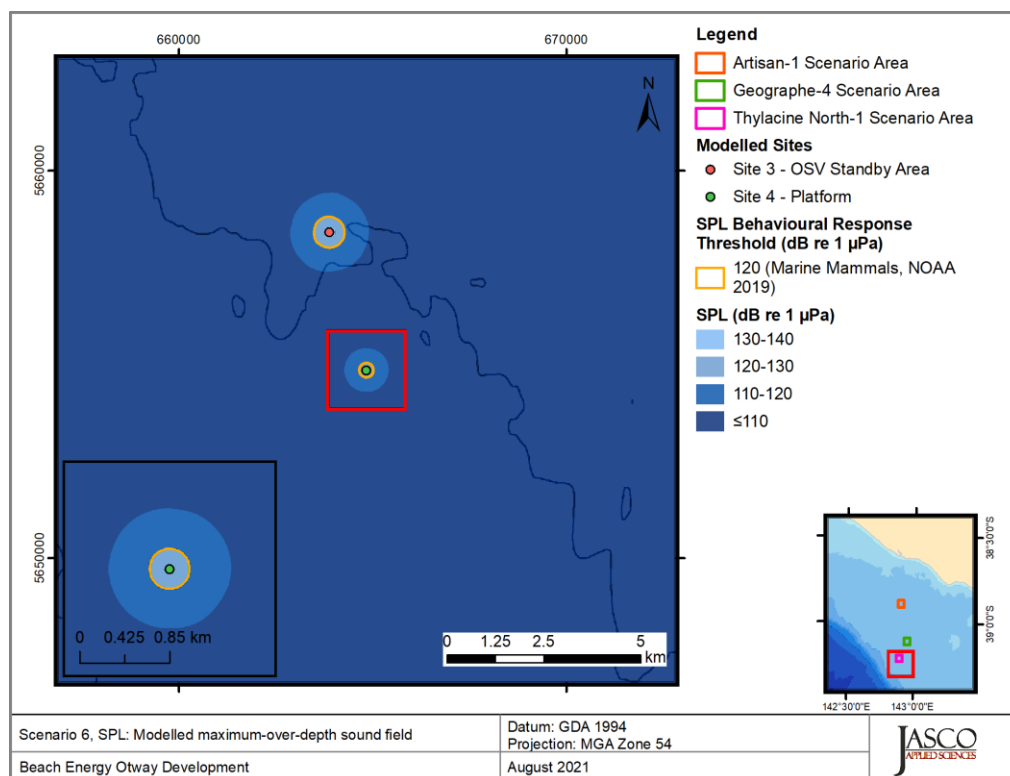 660000
670000
N
5660000
5650000
0 0.425 0.85 km
0 1.25 2.5 5
km
Legend
Artisan-1 Scenario Area
Geographe-4 Scenario Area
Thylacine North-1 Scenario Area
Modelled Sites
Site 3 - OSV Standby Area
Site 4 - Platform
SPL Behavioural Response
Threshold (dB re 1 µPa)
120 (Marine Mammals, NOAA
2019)
SPL (dB re 1 µPa)
130-140
120-130
110-120
≤110
38°30'0"S
39°0'0"S
142°30'0"E 143°0'0"E
Scenario 6, SPL: Modelled maximum-over-depth sound field
Datum: GDA 1994
Projection: MGA Zone 54
Beach Energy Otway Development
August 2021
JASCO
APPLIED SCIENCES